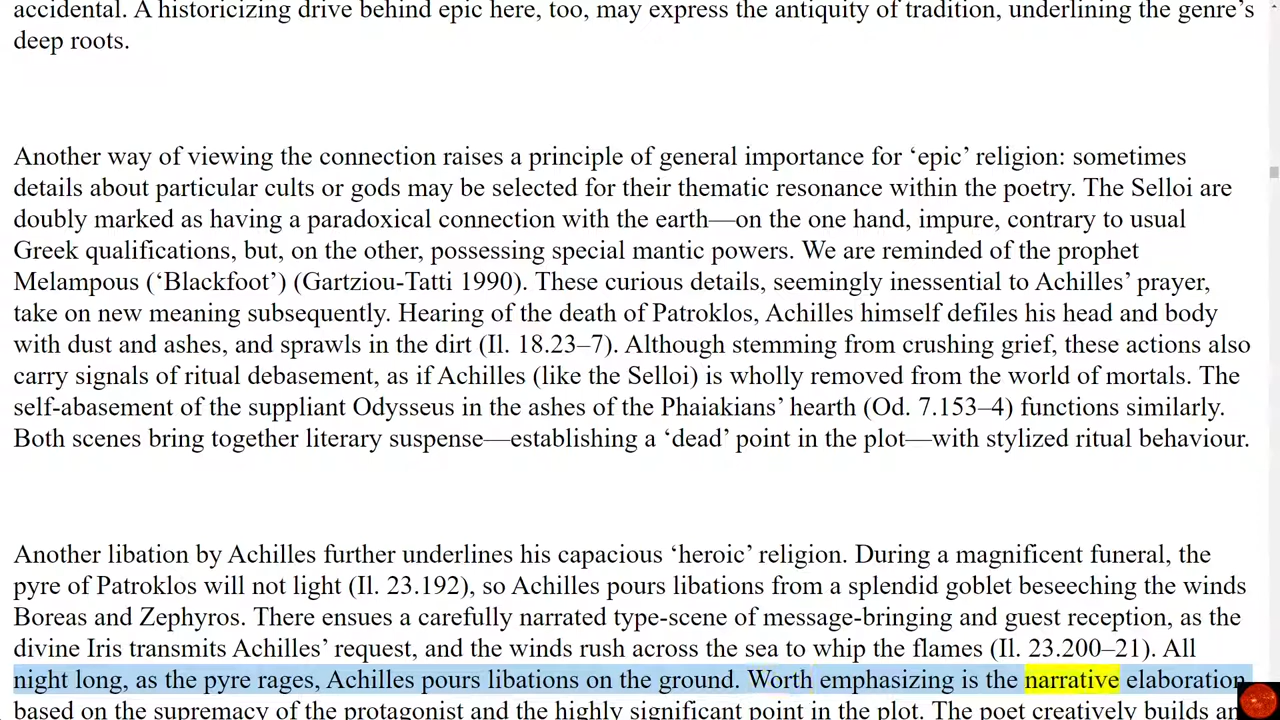 accidental. A historicizing drive behind epic here, too, may express the antiquity of tradition, underlining the genre’s
deep roots.
Another way of viewing the connection raises a principle of general importance for ‘epic’ religion: sometimes
details about particular cults or gods may be selected for their thematic resonance within the poetry. The Selloi are
doubly marked as having a paradoxical connection with the earth—on the one hand, impure, contrary to usual
Greek qualifications, but, on the other, possessing special mantic powers. We are reminded of the prophet
Melampous (‘Blackfoot’) (Gartziou-Tatti 1990). These curious details, seemingly inessential to Achilles’ prayer,
take on new meaning subsequently. Hearing of the death of Patroklos, Achilles himself defiles his head and body
with dust and ashes, and sprawls in the dirt (Il. 18.23–7). Although stemming from crushing grief, these actions also
carry signals of ritual debasement, as if Achilles (like the Selloi) is wholly removed from the world of mortals. The
self-abasement of the suppliant Odysseus in the ashes of the Phaiakians’ hearth (Od. 7.153–4) functions similarly.
Both scenes bring together literary suspense—establishing a ‘dead’ point in the plot—with stylized ritual behaviour.
Another libation by Achilles further underlines his capacious ‘heroic’ religion. During a magnificent funeral, the
pyre of Patroklos will not light (Il. 23.192), so Achilles pours libations from a splendid goblet beseeching the winds
Boreas and Zephyros. There ensues a carefully narrated type-scene of message-bringing and guest reception, as the
divine Iris transmits Achilles’ request, and the winds rush across the sea to whip the flames (Il. 23.200–21). All
night long, as the pyre rages, Achilles pours libations on the ground. Worth emphasizing is the narrative elaboration
based on the supremacy of the protagonist and the highly significant point in the plot. The poet creatively builds an